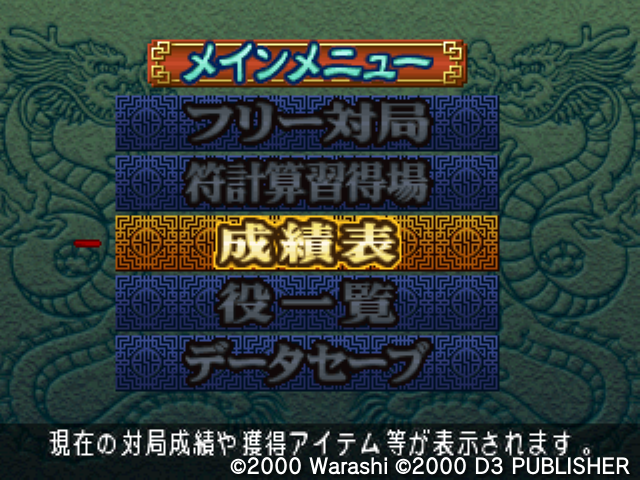 メインメニュー
フリー対局
符計算習得場
成績表
役一覧
データセーブ
現在の対局成績や獲得アイテム等が表示されます。
©2000 Warashi ©2000 D3 PUBLISHER